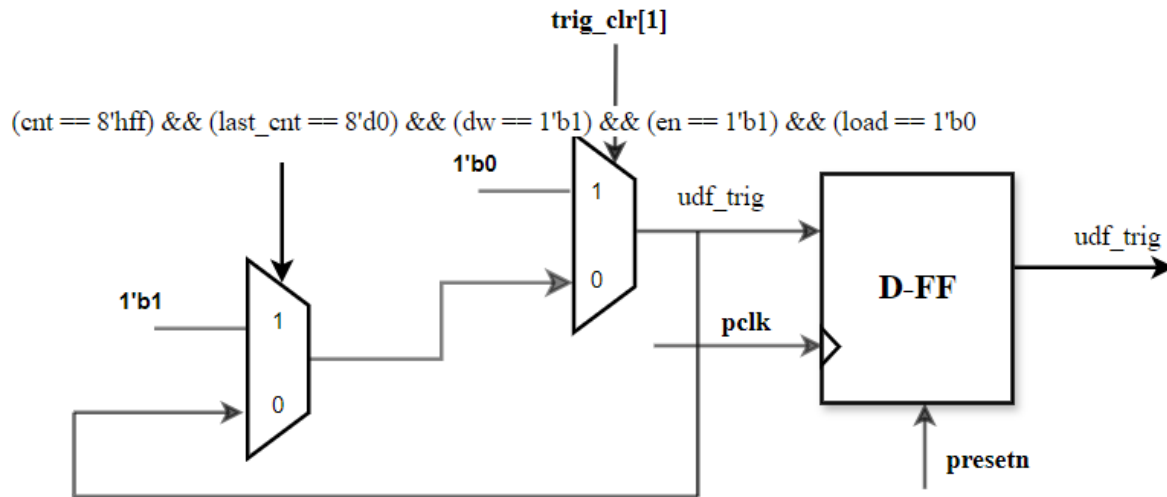 trig_clr[1]
(cnt == 8'hff) && (last_cnt == 8'd0) && (dw == 1'b1) && (en == 1'b1) && (load == 1'b0
1'b0
1
udf_trig
udf_trig
0
D-FF
1'b1
1
pclk
0
presetn